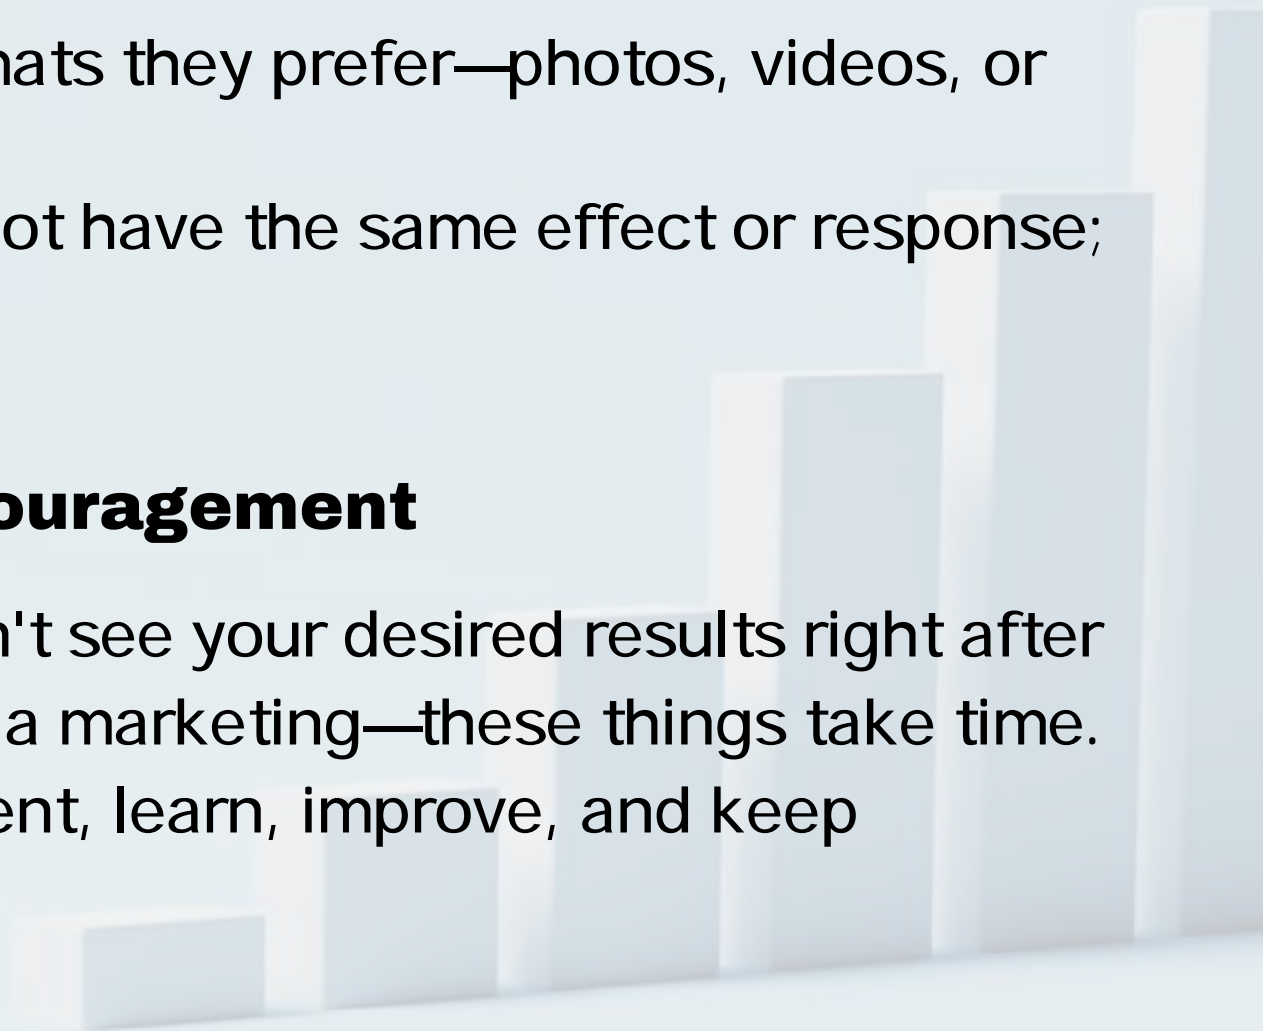 hats they prefer—photos, videos, or
ot have the same effect or response;
ouragement
n't see your desired results right after
a marketing—these things take time.
ent, learn, improve, and keep